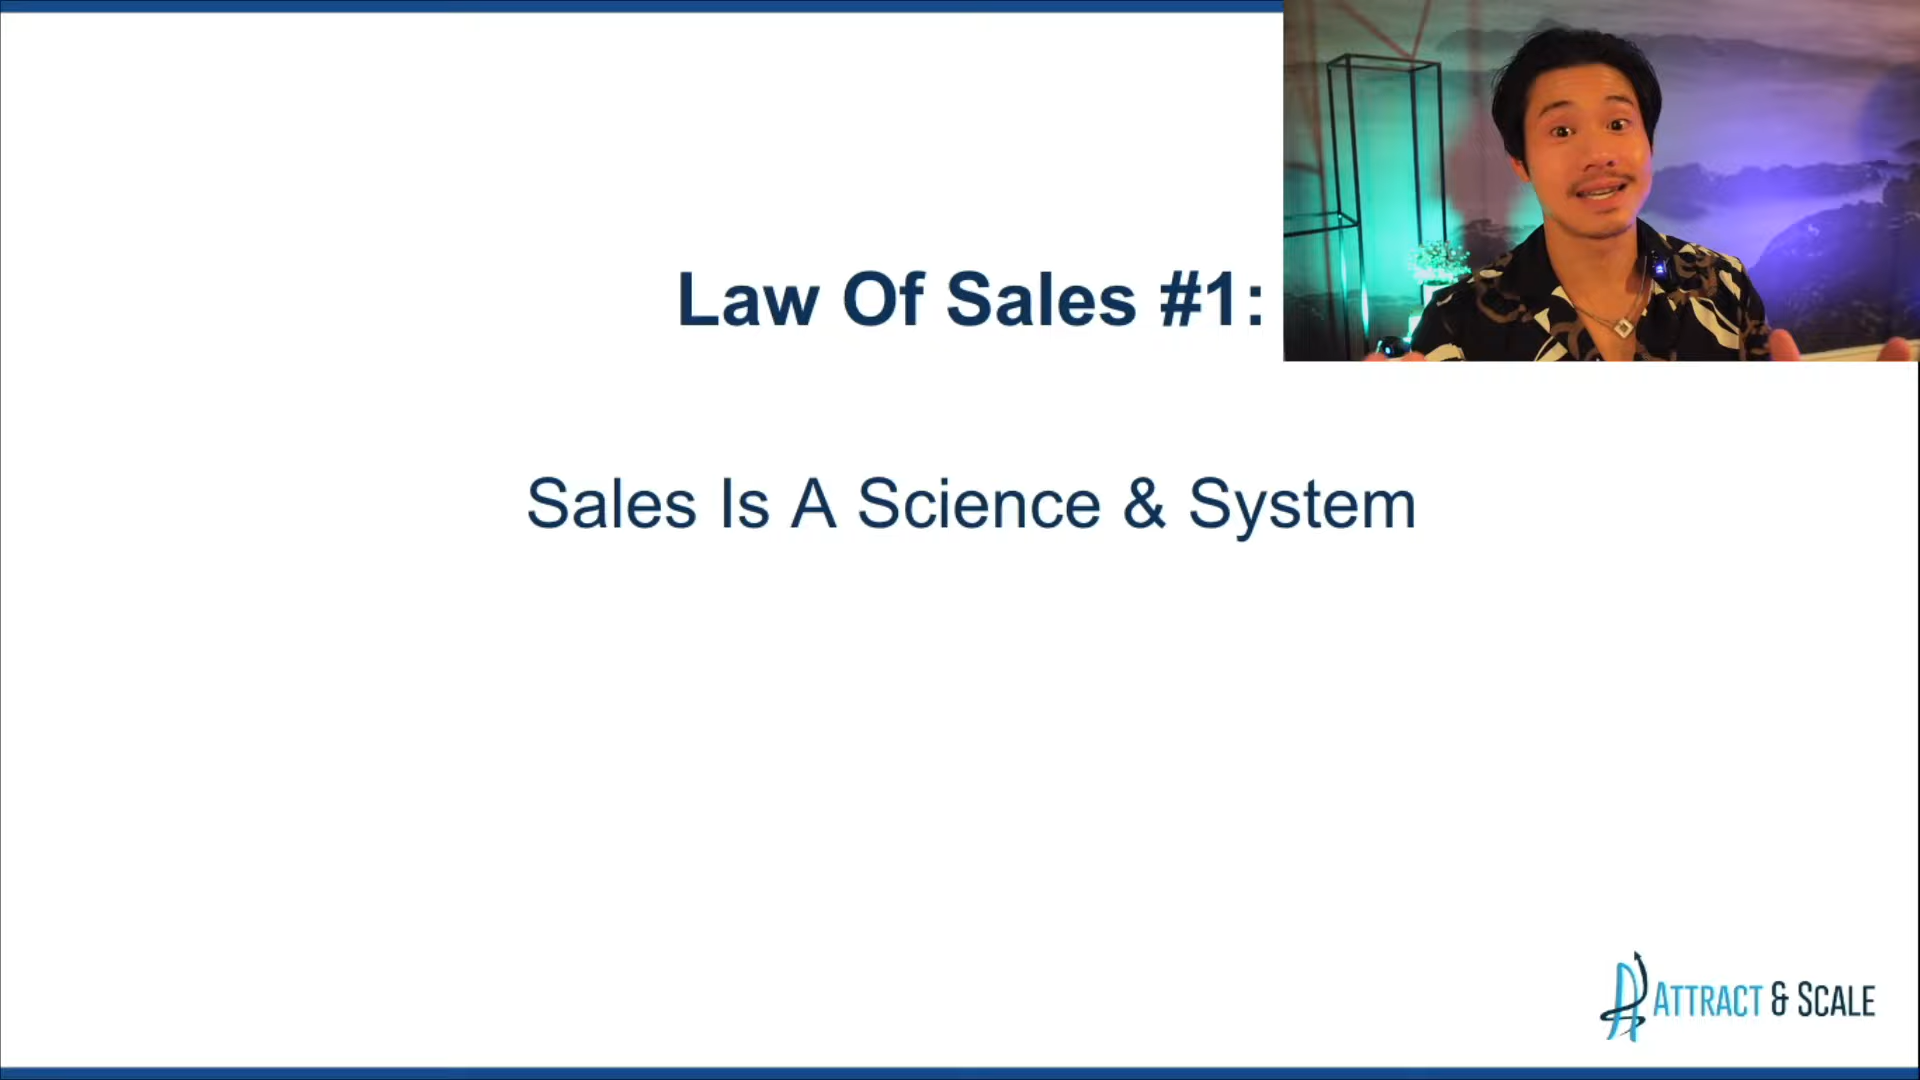 Law Of Sales #1:
Sales Is A Science & System
ATTRACT & SCALE